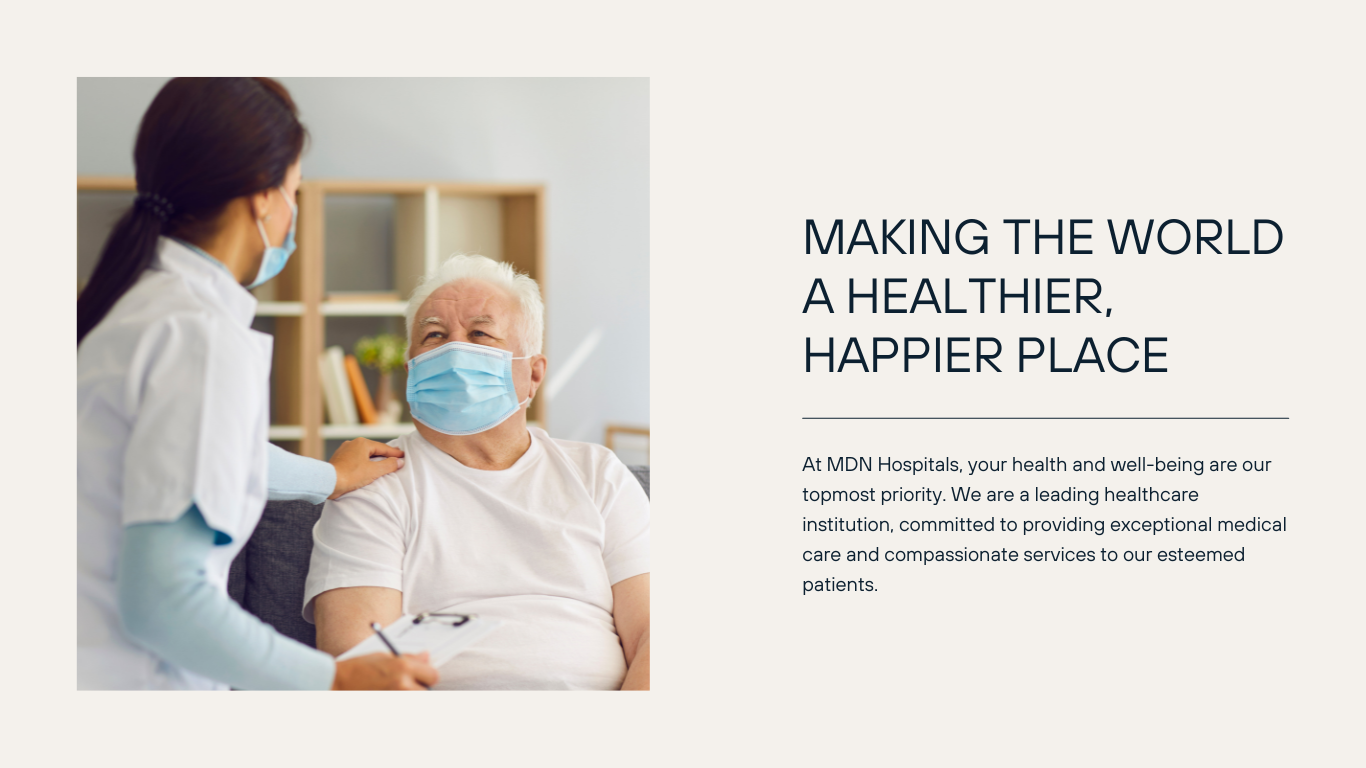 MAKING THE WORLD
A HEALTHIER,
HAPPIER PLACE
At MDN Hospitals, your health and well-being are our
topmost priority. We are a leading healthcare
institution, committed to providing exceptional medical
care and compassionate services to our esteemed
patients.